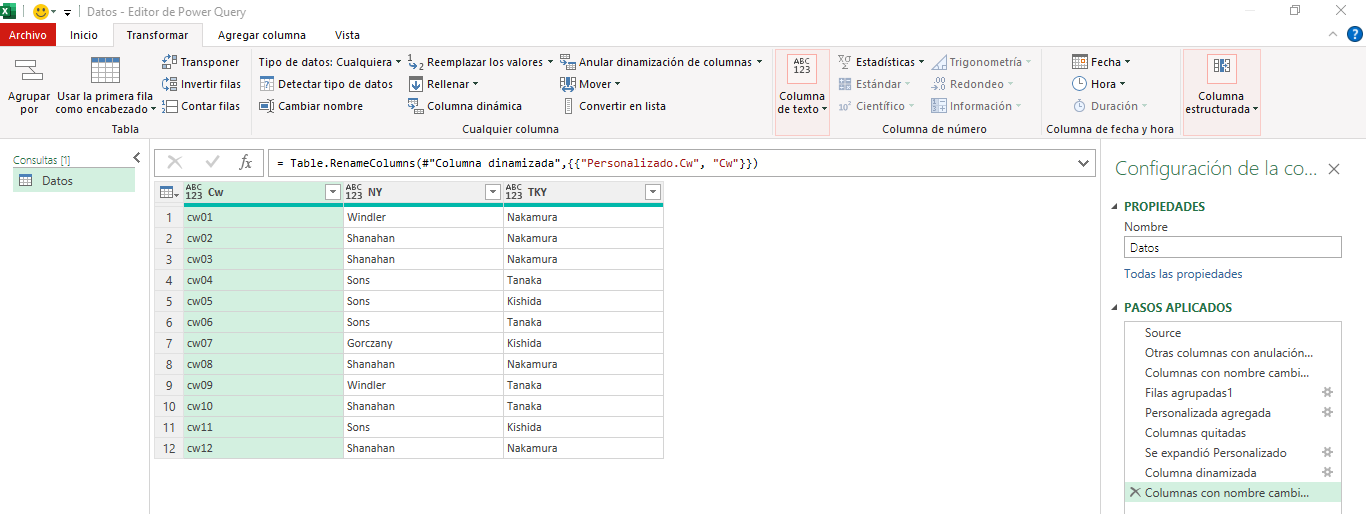 Datos - Editor de Power Query
Archivo Inicio Transformar Agregar columna Vista
Agrupar por
Usar la primera fila como encabezado
Transponer
Invertir filas
Contar filas
Tabla
Tipo de datos: Cualquiera
Detectar tipo de datos
Cambiar nombre
Reemplazar los valores
Rellenar
Columna dinámica
Anular dinamización de columnas
Mover
Convertir en lista
Cualquier columna
ABC
123
Columna de texto
Estadísticas
Estándar
Científico
Trigonometría
Redondeo
Información
Columna de número
Fecha
Hora
Duración
Columna de fecha y hora
Columna estructurada
Consultas [1]
Datos
= Table.RenameColumns(#"Columna dinamizada",{{"Personalizado.Cw", "Cw"}})
ABC 123 Cw ABC 123 NY ABC 123 TKY
1 cw01 Windler Nakamura
2 cw02 Shanahan Nakamura
3 cw03 Shanahan Nakamura
4 cw04 Sons Tanaka
5 cw05 Sons Kishida
6 cw06 Sons Tanaka
7 cw07 Gorczany Kishida
8 cw08 Shanahan Nakamura
9 cw09 Windler Tanaka
10 cw10 Shanahan Tanaka
11 cw11 Sons Kishida
12 cw12 Shanahan Nakamura
Configuración de la co...
PROPIEDADES
Nombre
Datos
Todas las propiedades
PASOS APLICADOS
Source
Otras columnas con anulación...
Columnas con nombre cambi...
Filas agrupadas1
Personalizada agregada
Columnas quitadas
Se expandió Personalizado
Columna dinamizada
Columnas con nombre cambi...